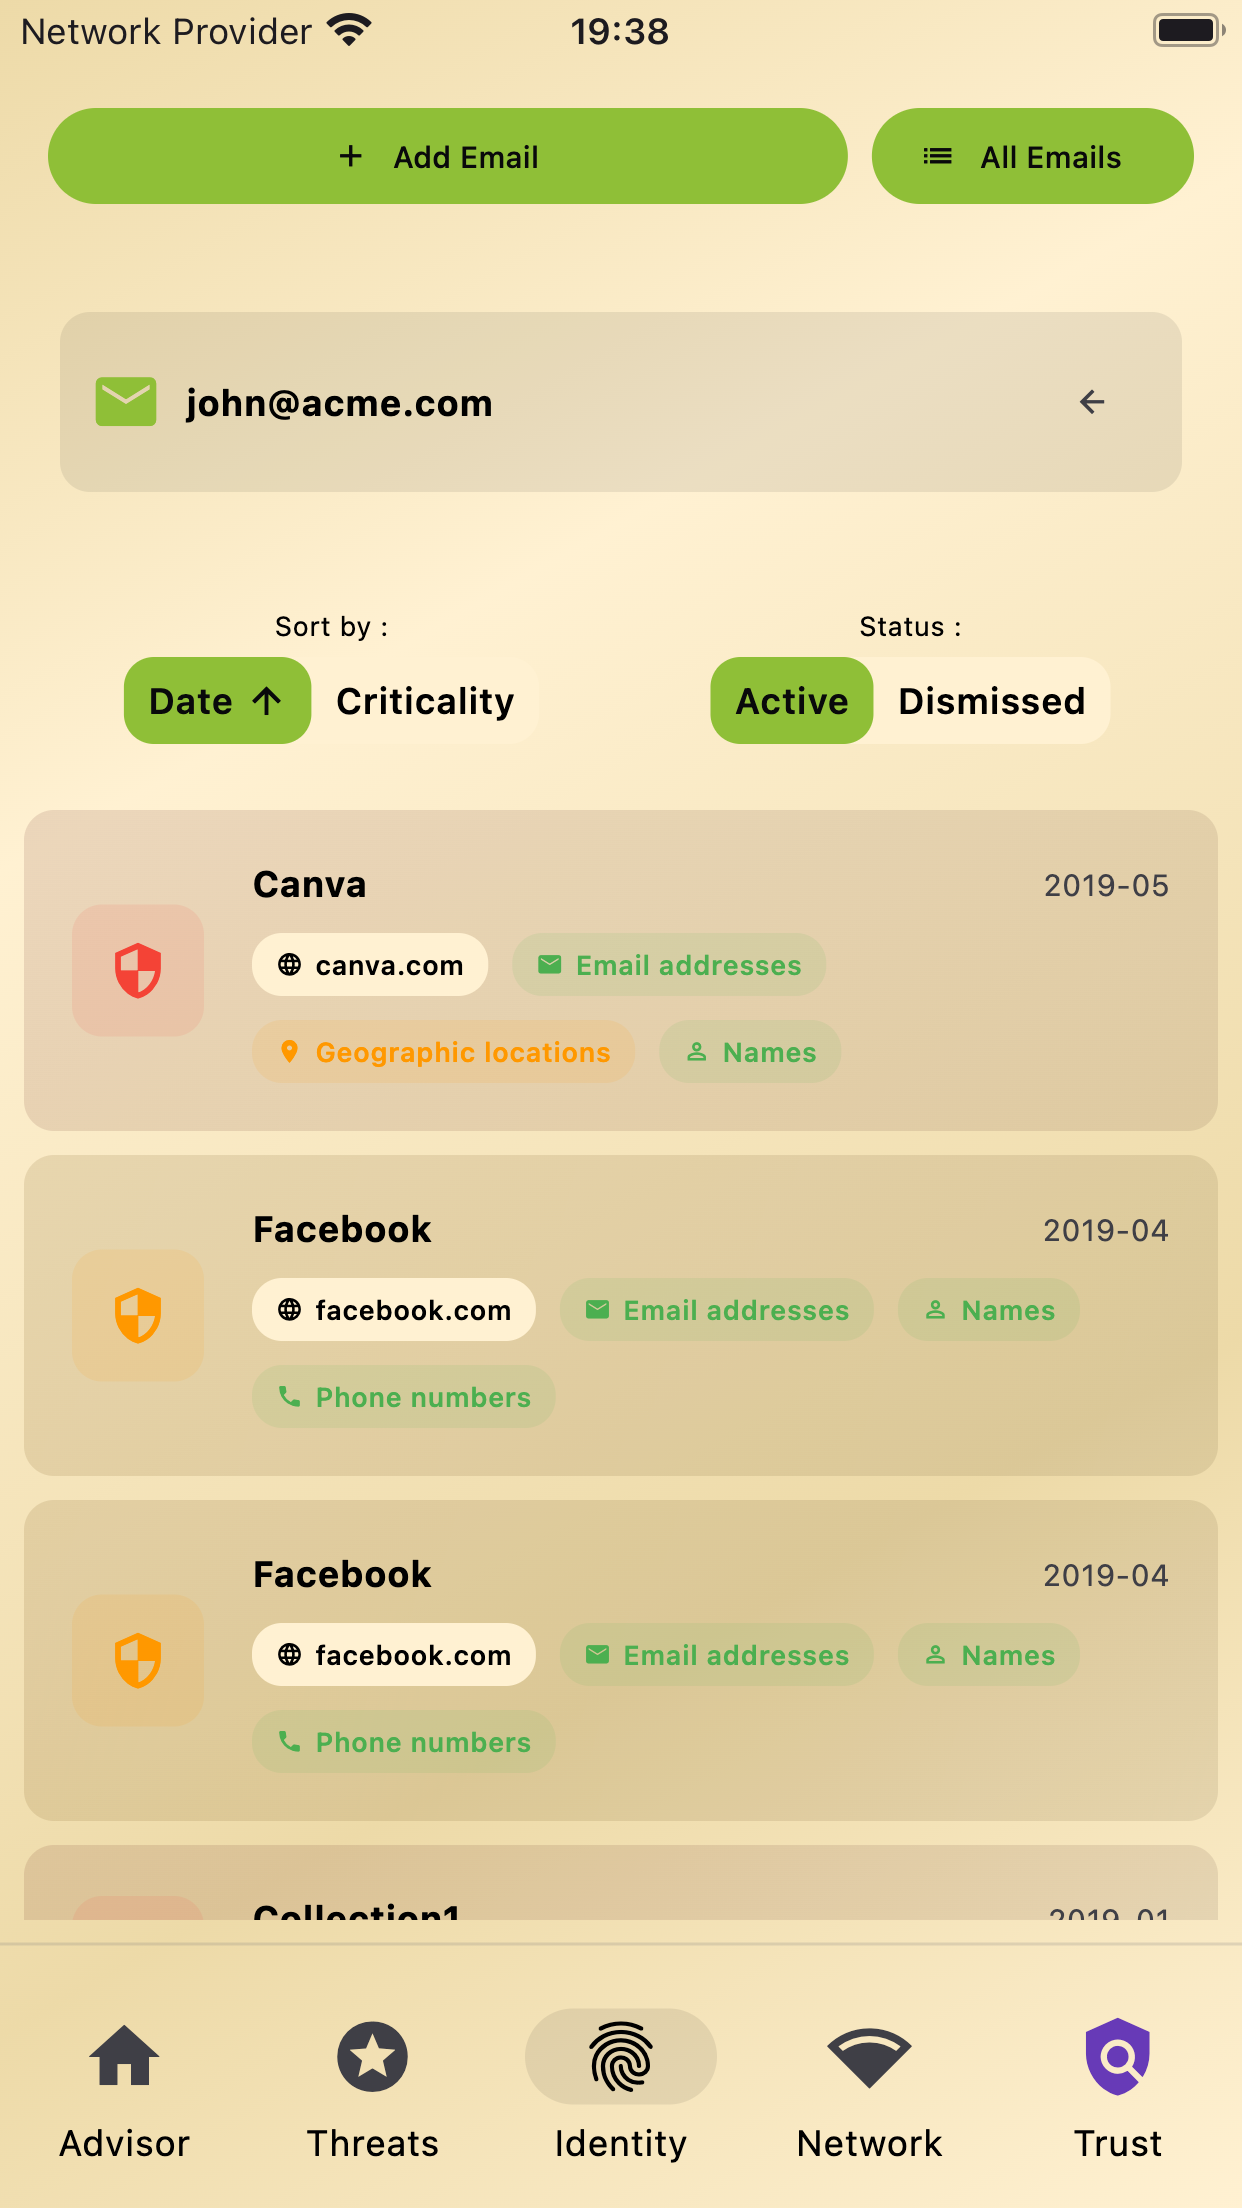 Network Provider 19:38
Add Email All Emails
john@acme.com
Sort by : Status :
Date Criticality Active Dismissed
Canva 2019-05
canva.com Email addresses
Geographic locations Names
Facebook 2019-04
facebook.com Email addresses Names
Phone numbers
Facebook 2019-04
facebook.com Email addresses Names
Phone numbers
Collection1 2019-01
Advisor Threats Identity Network Trust